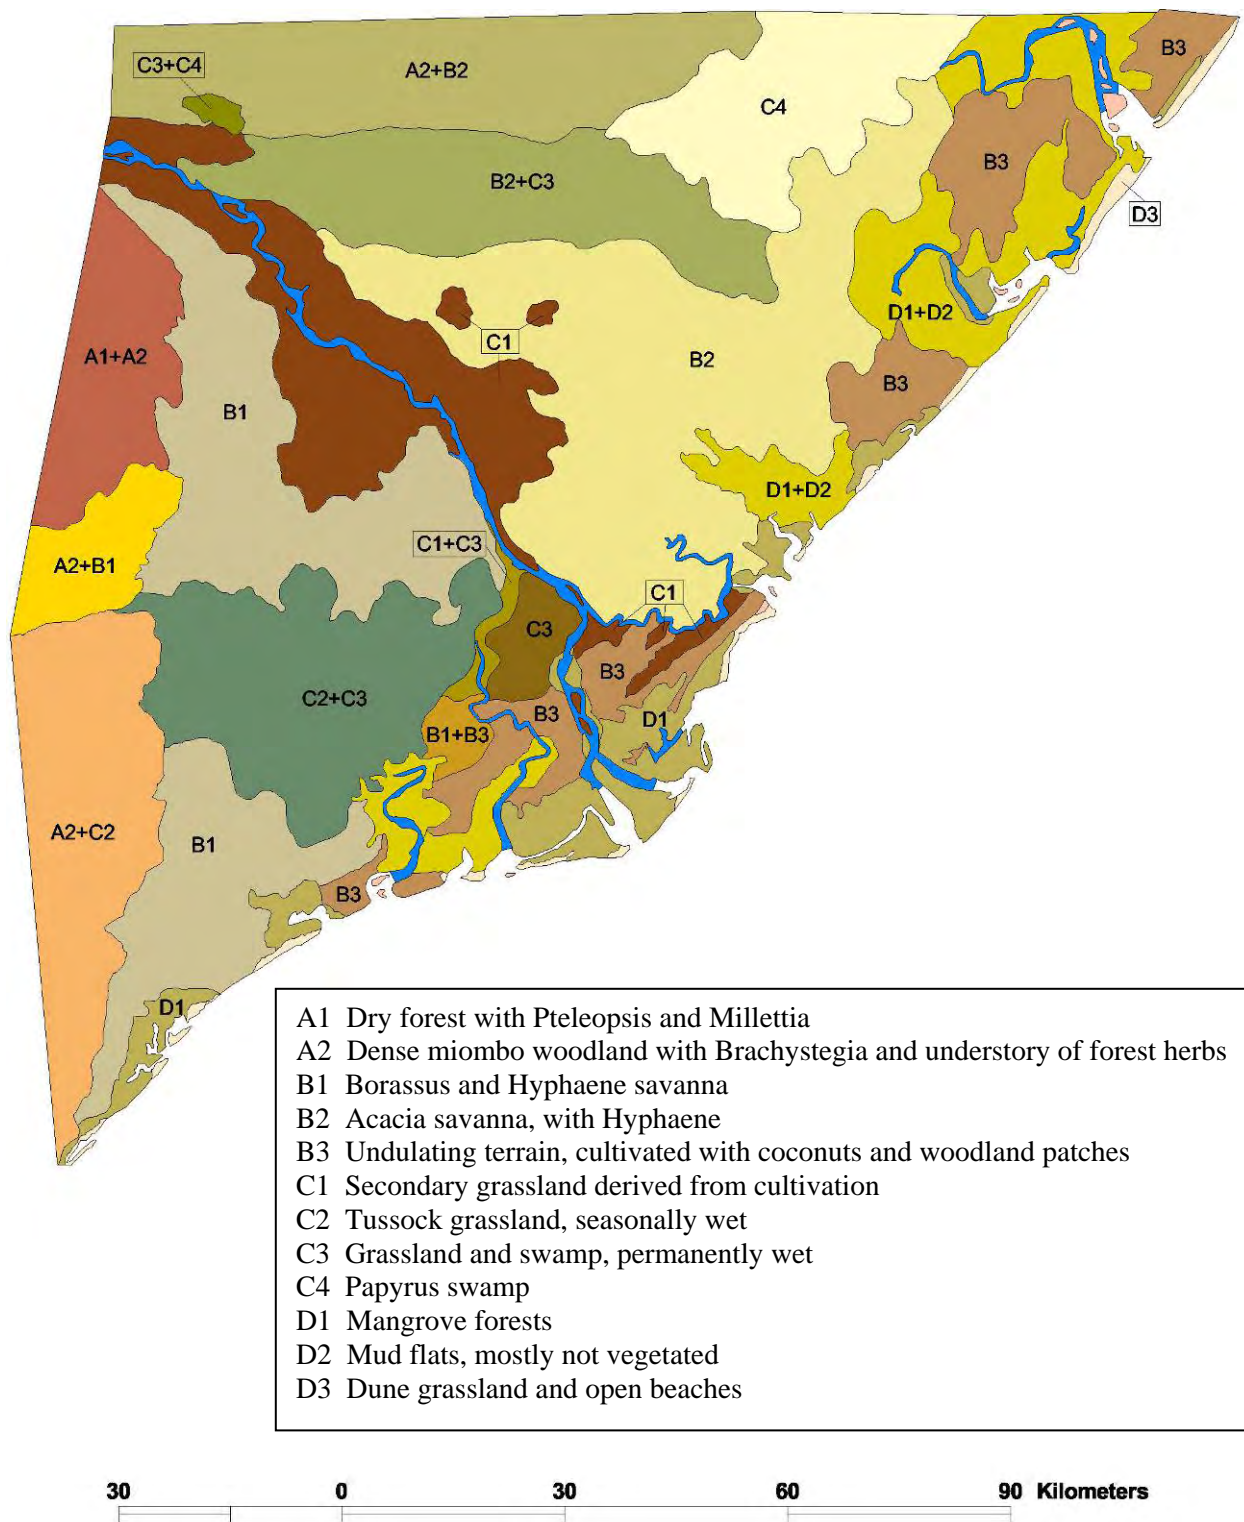 B3
C3+C4
A2+B2
C4
B3
B2+C3
D3
D1+D2
C1
A1+A2
B2
B3
B1
D1+D2
C1+C3
A2+B1
C1
C3
B3
C2+C3
B3
D1
B1+B3
A2+C2
B1
B3
D1
A1 Dry forest with Pteleopsis and Millettia
A2 Dense miombo woodland with Brachystegia and understory of forest herbs
B1 Borassus and Hyphaene savanna
B2 Acacia savanna, with Hyphaene
B3 Undulating terrain, cultivated with coconuts and woodland patches
C1 Secondary grassland derived from cultivation
C2 Tussock grassland, seasonally wet
C3 Grassland and swamp, permanently wet
C4 Papyrus swamp
D1 Mangrove forests
D2 Mud flats, mostly not vegetated
D3 Dune grassland and open beaches
30 0 30 60 90 Kilometers